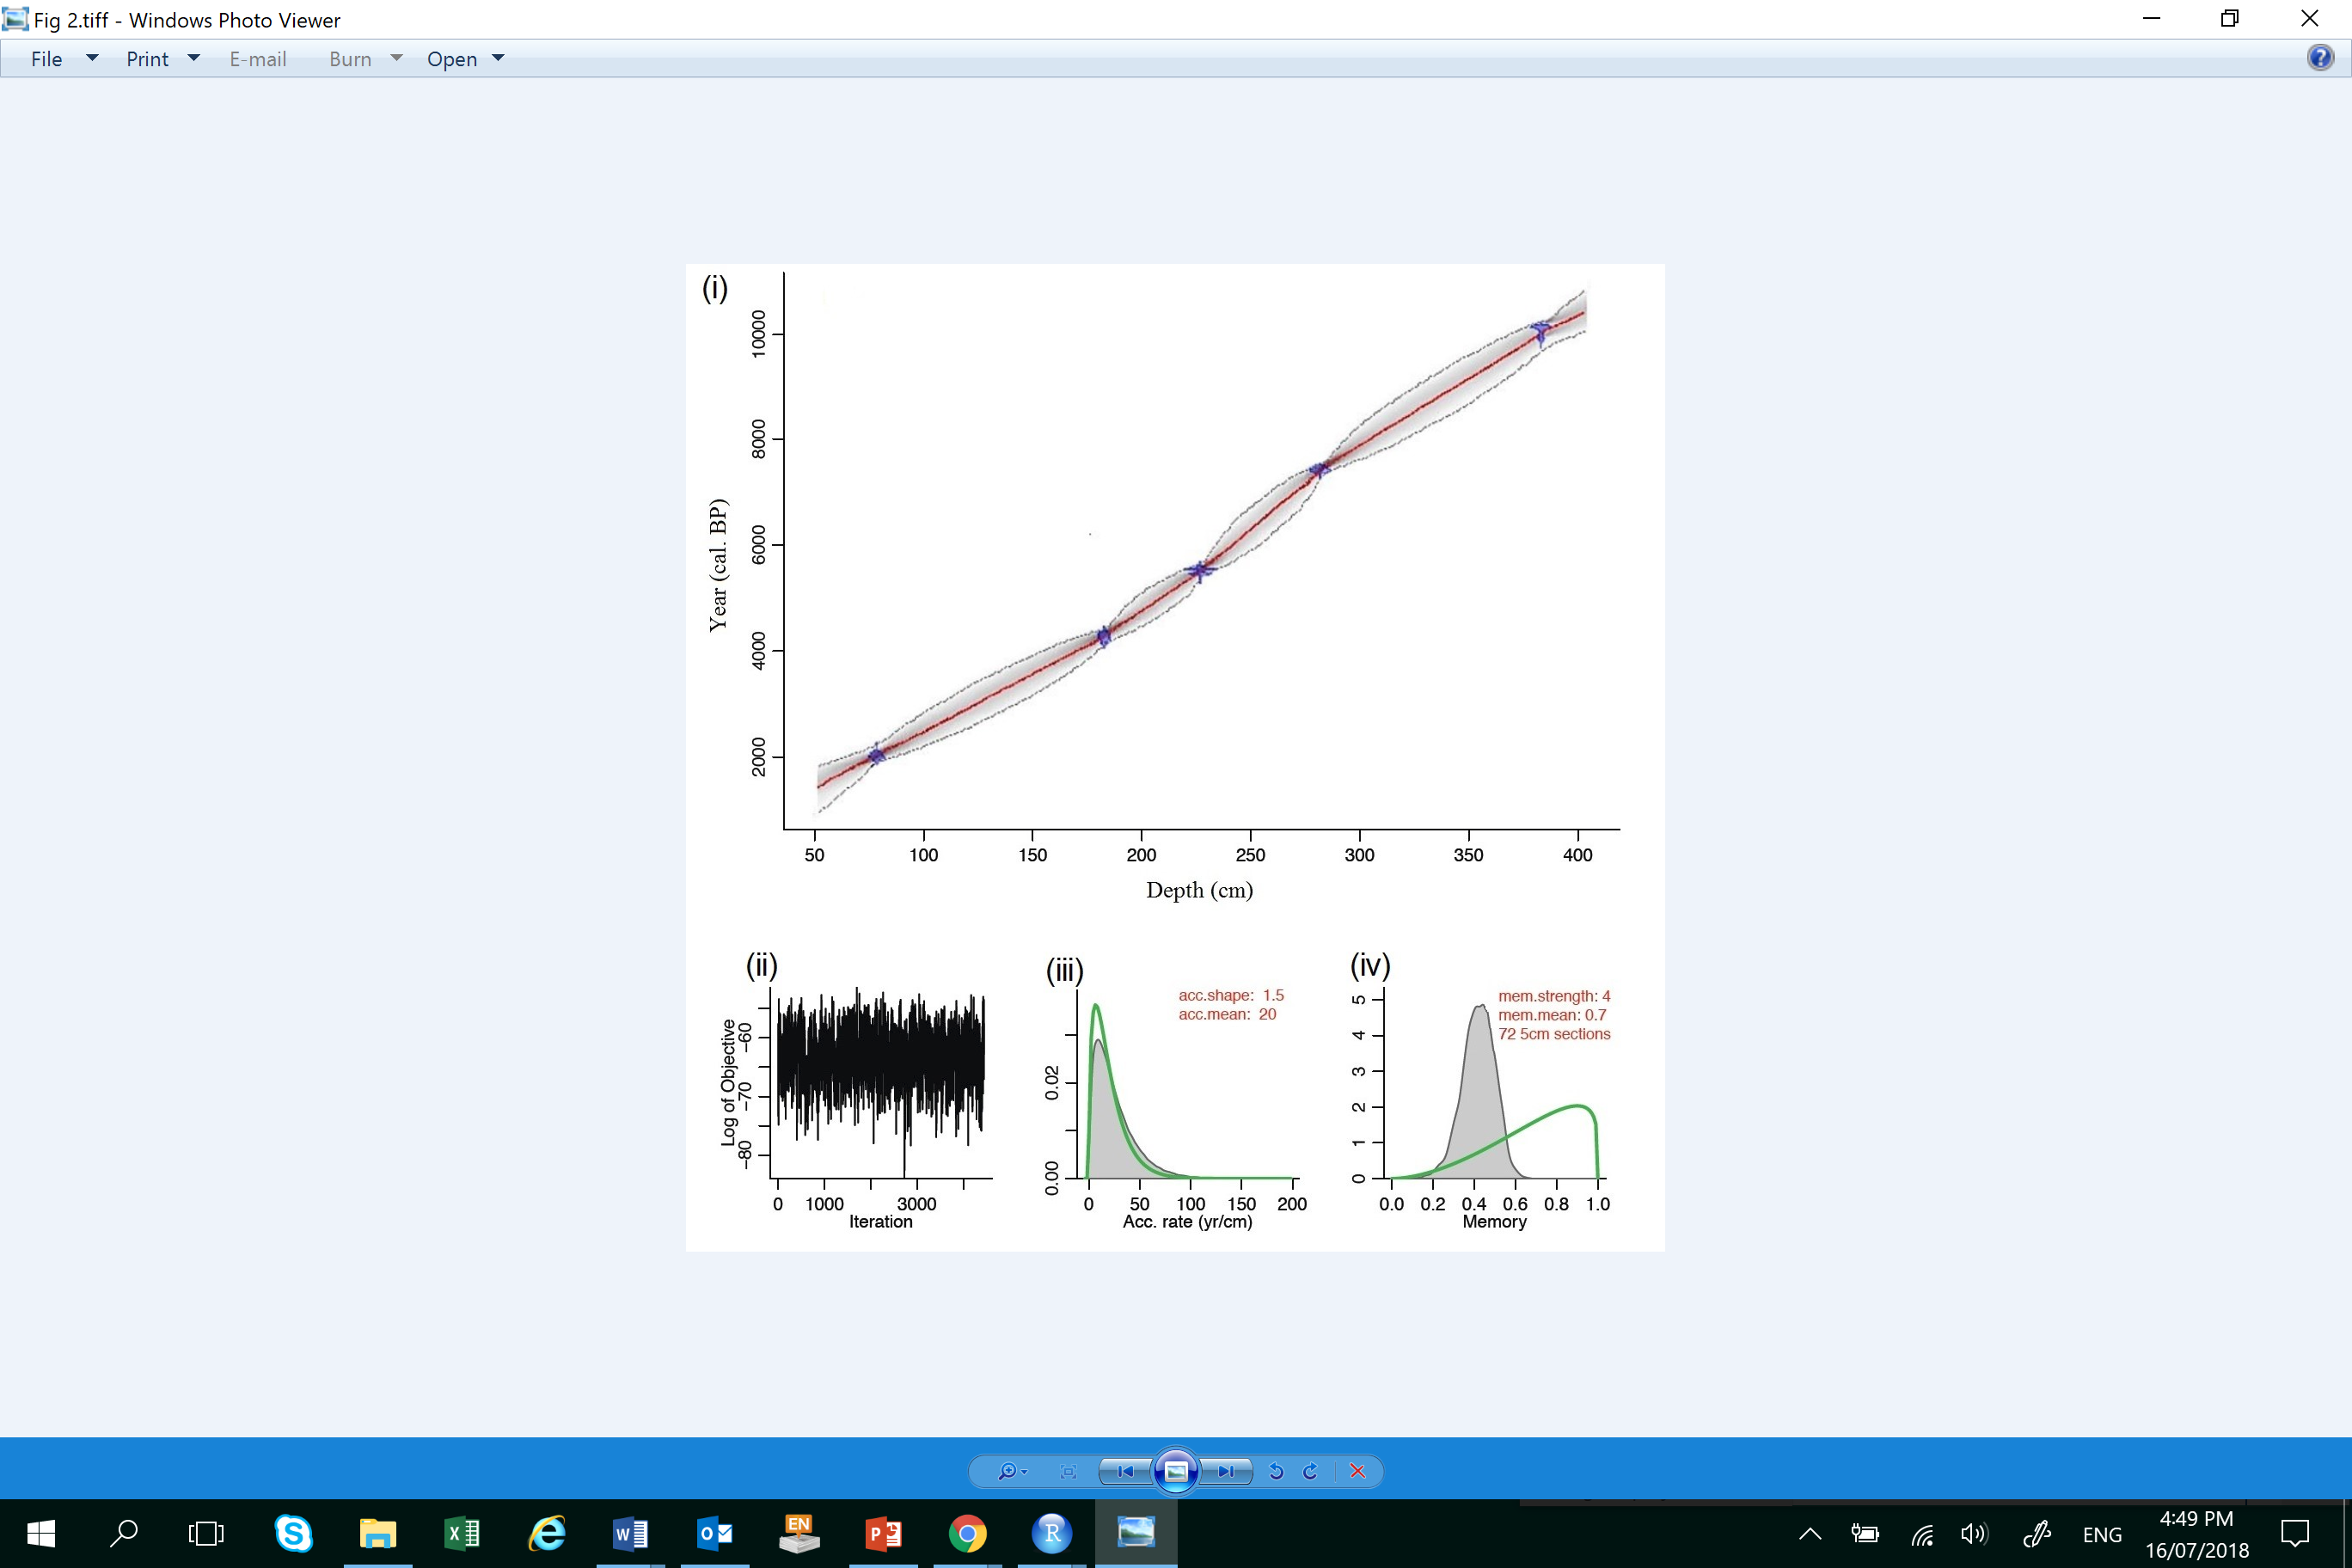 Fig 2.tiff - Windows Photo Viewer
File Print E-mail Burn Open
(i)
10000
8000
6000
4000
2000
Year (cal. BP)
50 100 150 200 250 300 350 400
Depth (cm)
(ii)
Log of Objective
-60
-70
-80
0 1000 3000
Iteration
(iii)
acc.shape: 1.5
acc.mean: 20
0.02
0.00
0 50 100 150 200
Acc. rate (yr/cm)
(iv)
mem.strength: 4
mem.mean: 0.7
72 5cm sections
5
4
3
2
1
0
0.0 0.2 0.4 0.6 0.8 1.0
Memory
EN
ENG
4:49 PM
16/07/2018